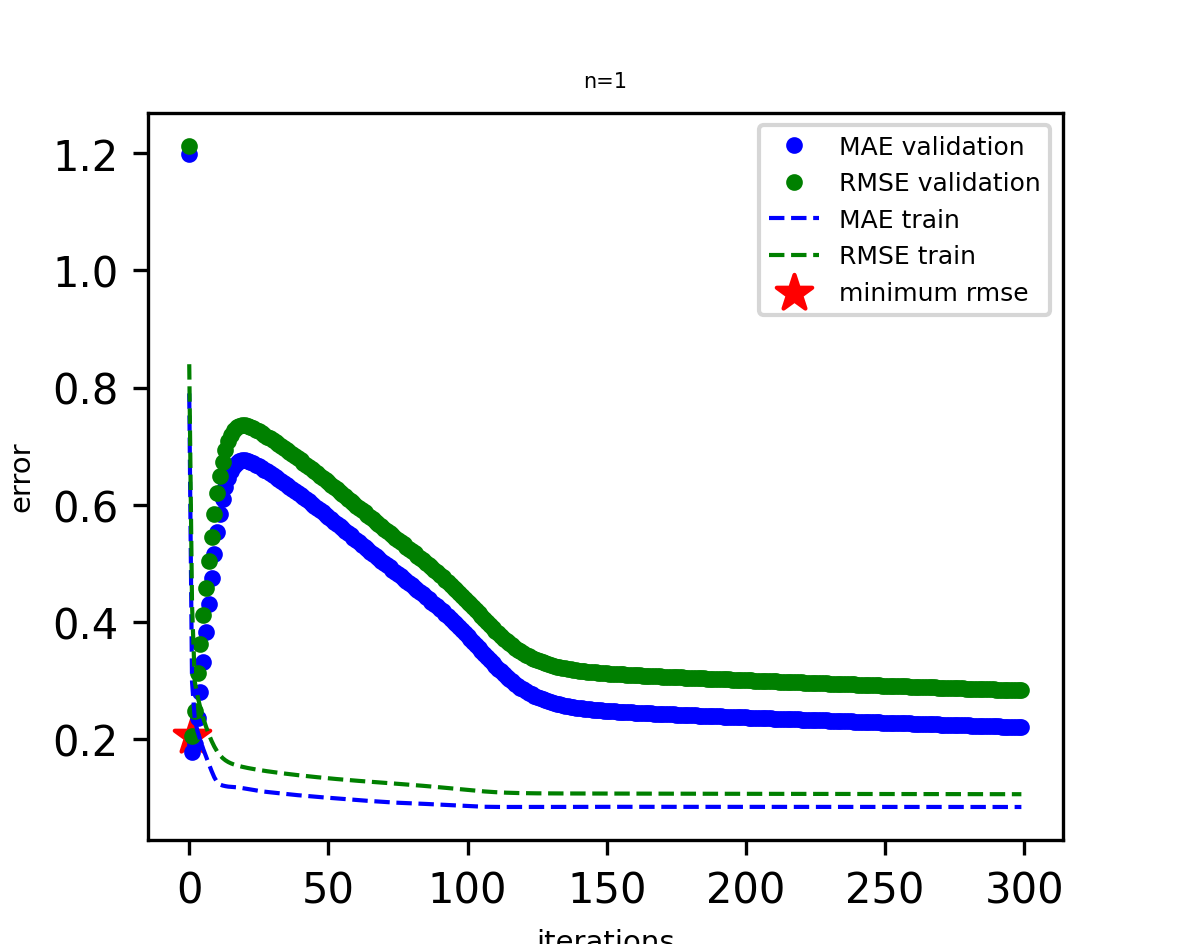 n=1
1.2
1.0
0.8
0.6
0.4
0.2
error
MAE validation
RMSE validation
MAE train
RMSE train
minimum rmse
0 50 100 150 200 250 300
iterations